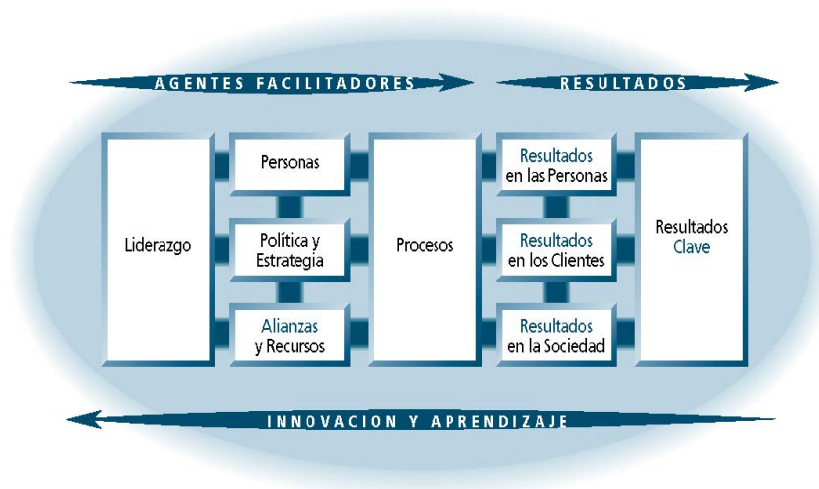 AGENTES FACILITADORES
RESULTADOS
Liderazgo
Personas
Política y
Estrategia
Alianzas
y Recursos
Procesos
Resultados
en las Personas
Resultados
en los Clientes
Resultados
en la Sociedad
Resultados
Clave
INNOVACION Y APRENDIZAJE